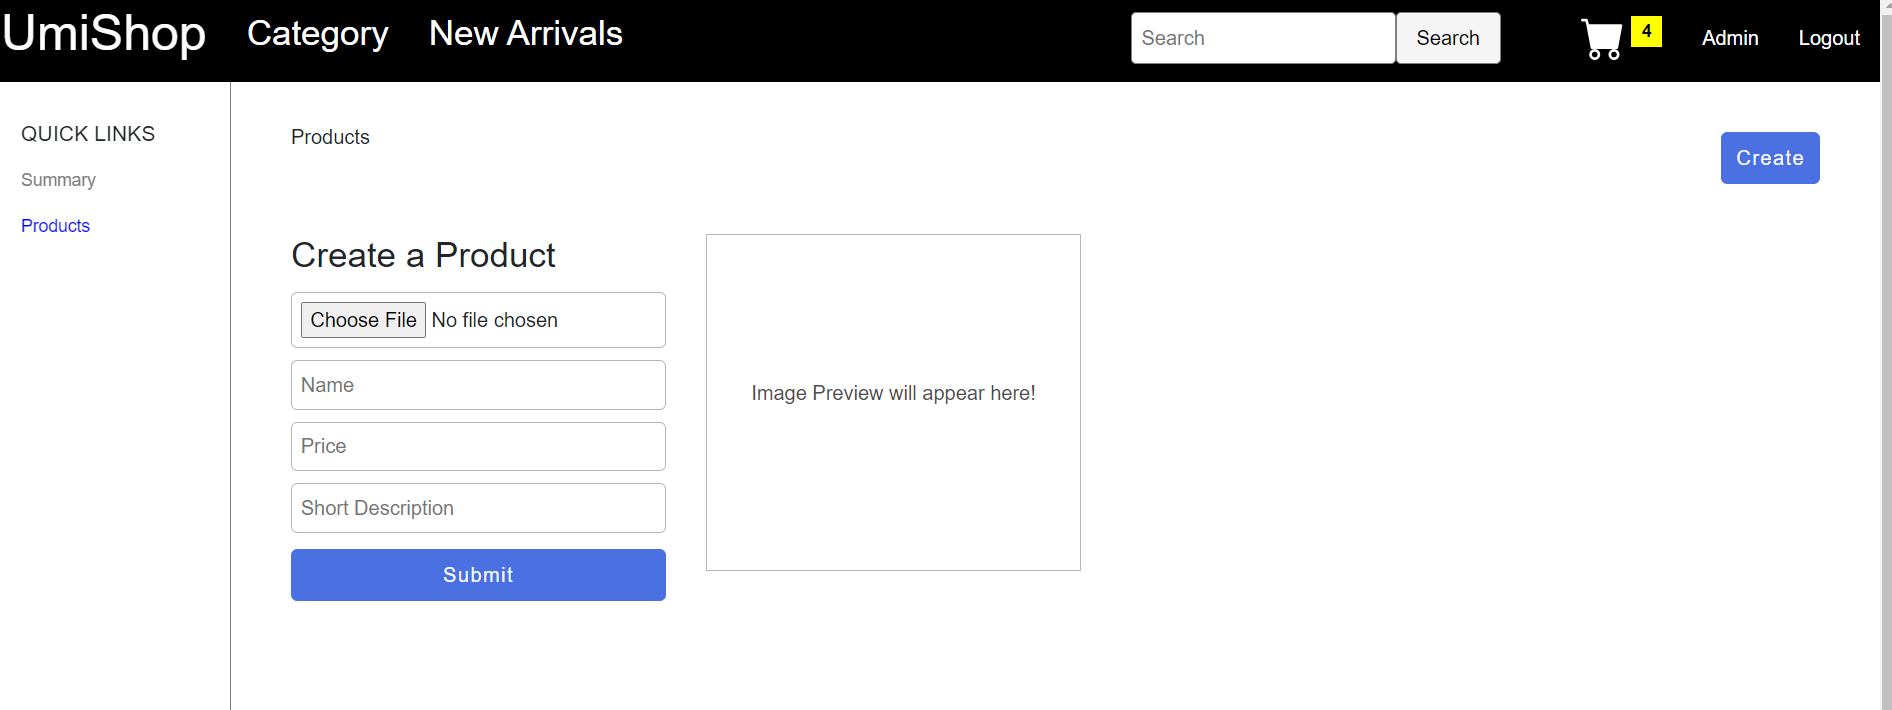 UmiShop Category New Arrivals Search Search 4 Admin Logout
QUICK LINKS
Summary
Products
Products
Create
Create a Product
Choose File No file chosen
Name
Price
Short Description
Submit
Image Preview will appear here!